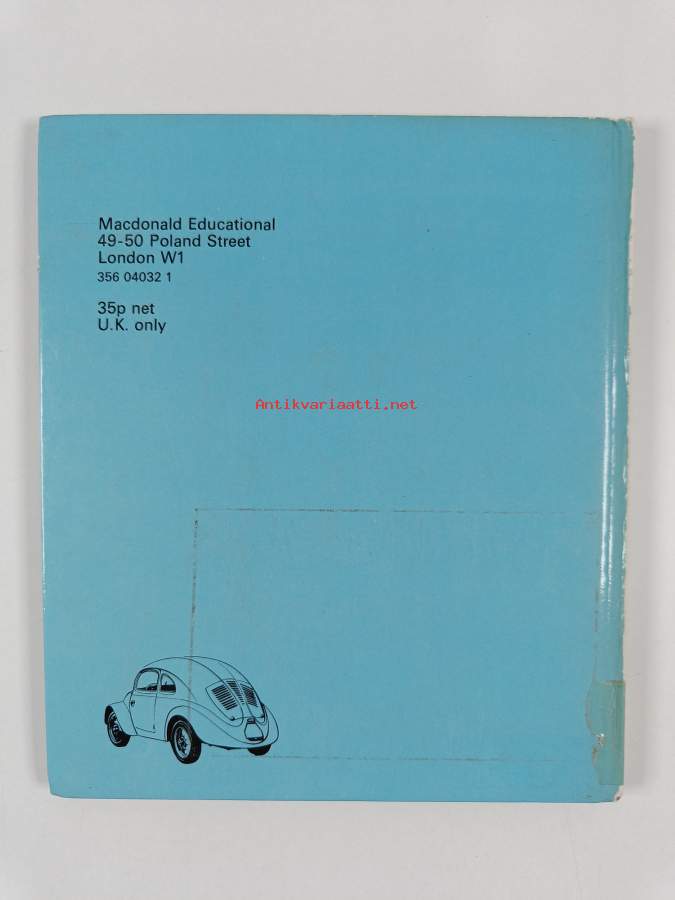 Macdonald Educational
49-50 Poland Street
London W1
356 04032 1
35p net
U.K. only
Antikvariaatti.net